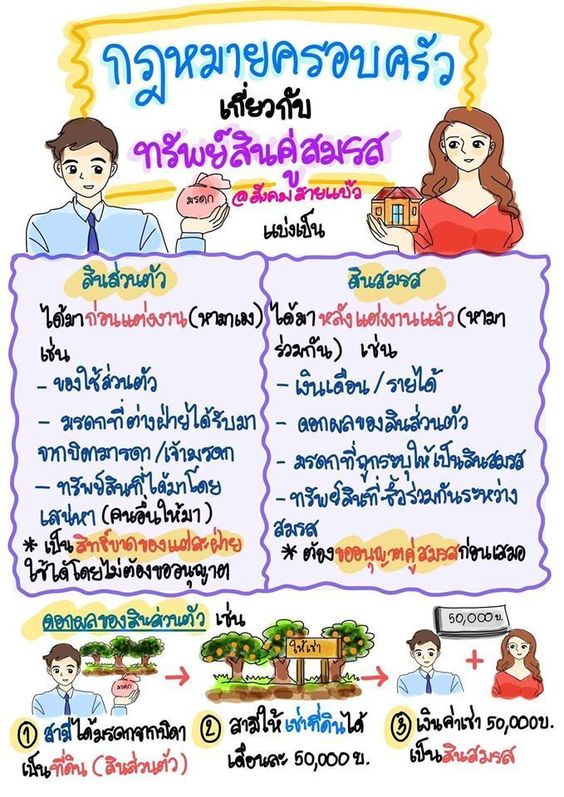 กฎหมายครอบครัว
เกี่ยวกับ
ทรัพย์สินคู่สมรส
มรดก
@สังคมสายแบ๊ว
แบ่งเป็น
สินส่วนตัว
ได้มาก่อนแต่งงาน (หามาเอง)
เช่น
- ของใช้ส่วนตัว
- มรดกที่ต่างฝ่ายได้รับมา
จากบิดามารดา/เจ้ามรดก
- ทรัพย์สินที่ได้มาโดย
เสน่หา (คนอื่นให้มา)
* เป็นสิทธิ์ขาดของแต่ละฝ่าย
ใช้ได้โดยไม่ต้องขออนุญาต
สินสมรส
ได้มาหลังแต่งงานแล้ว (หามา
ร่วมกัน) เช่น
- เงินเดือน/รายได้
- ดอกผลของสินส่วนตัว
- มรดกที่ถูกระบุให้เป็นสินสมรส
- ทรัพย์สินที่ซื้อร่วมกันระหว่าง
สมรส
* ต้องขออนุญาตคู่สมรสก่อนเสมอ
ดอกผลของสินส่วนตัว เช่น
มรดก
ให้เช่า
50,000 บ.
+
① สามีได้มรดกจากบิดา
เป็นที่ดิน (สินส่วนตัว)
② สามีให้เช่าที่ดินได้
เดือนละ 50,000 บ.
③ เงินค่าเช่า 50,000 บ.
เป็นสินสมรส